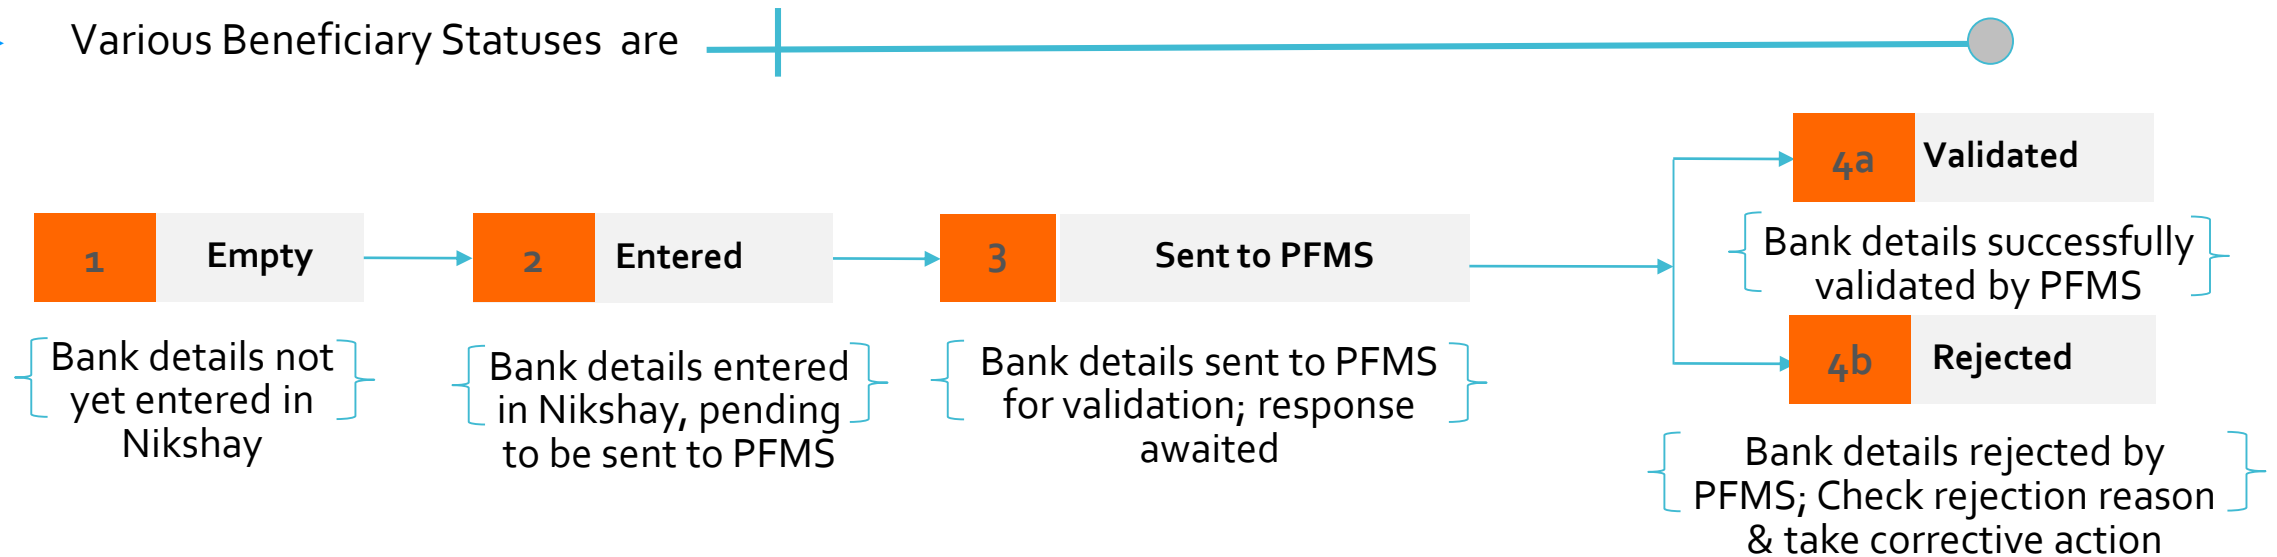 Various Beneficiary Statuses are
1 Empty
Bank details not
yet entered in
Nikshay
2 Entered
Bank details entered
in Nikshay, pending
to be sent to PFMS
3 Sent to PFMS
Bank details sent to PFMS
for validation; response
awaited
4a Validated
Bank details successfully
validated by PFMS
4b Rejected
Bank details rejected by
PFMS; Check rejection reason
& take corrective action